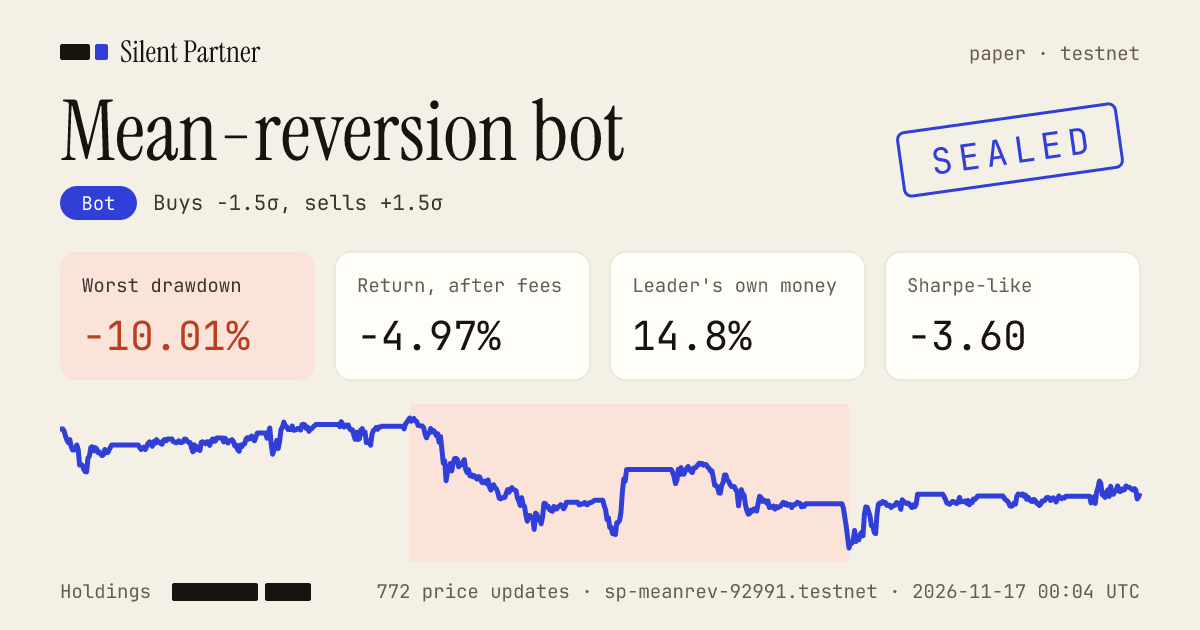 Silent Partner
paper · testnet
Mean-reversion bot
SEALED
Bot
Buys -1.5σ, sells +1.5σ
Worst drawdown
-10.01%
Return, after fees
-4.97%
Leader's own money
14.8%
Sharpe-like
-3.60
Holdings
772 price updates · sp-meanrev-92991.testnet · 2026-11-17 00:04 UTC